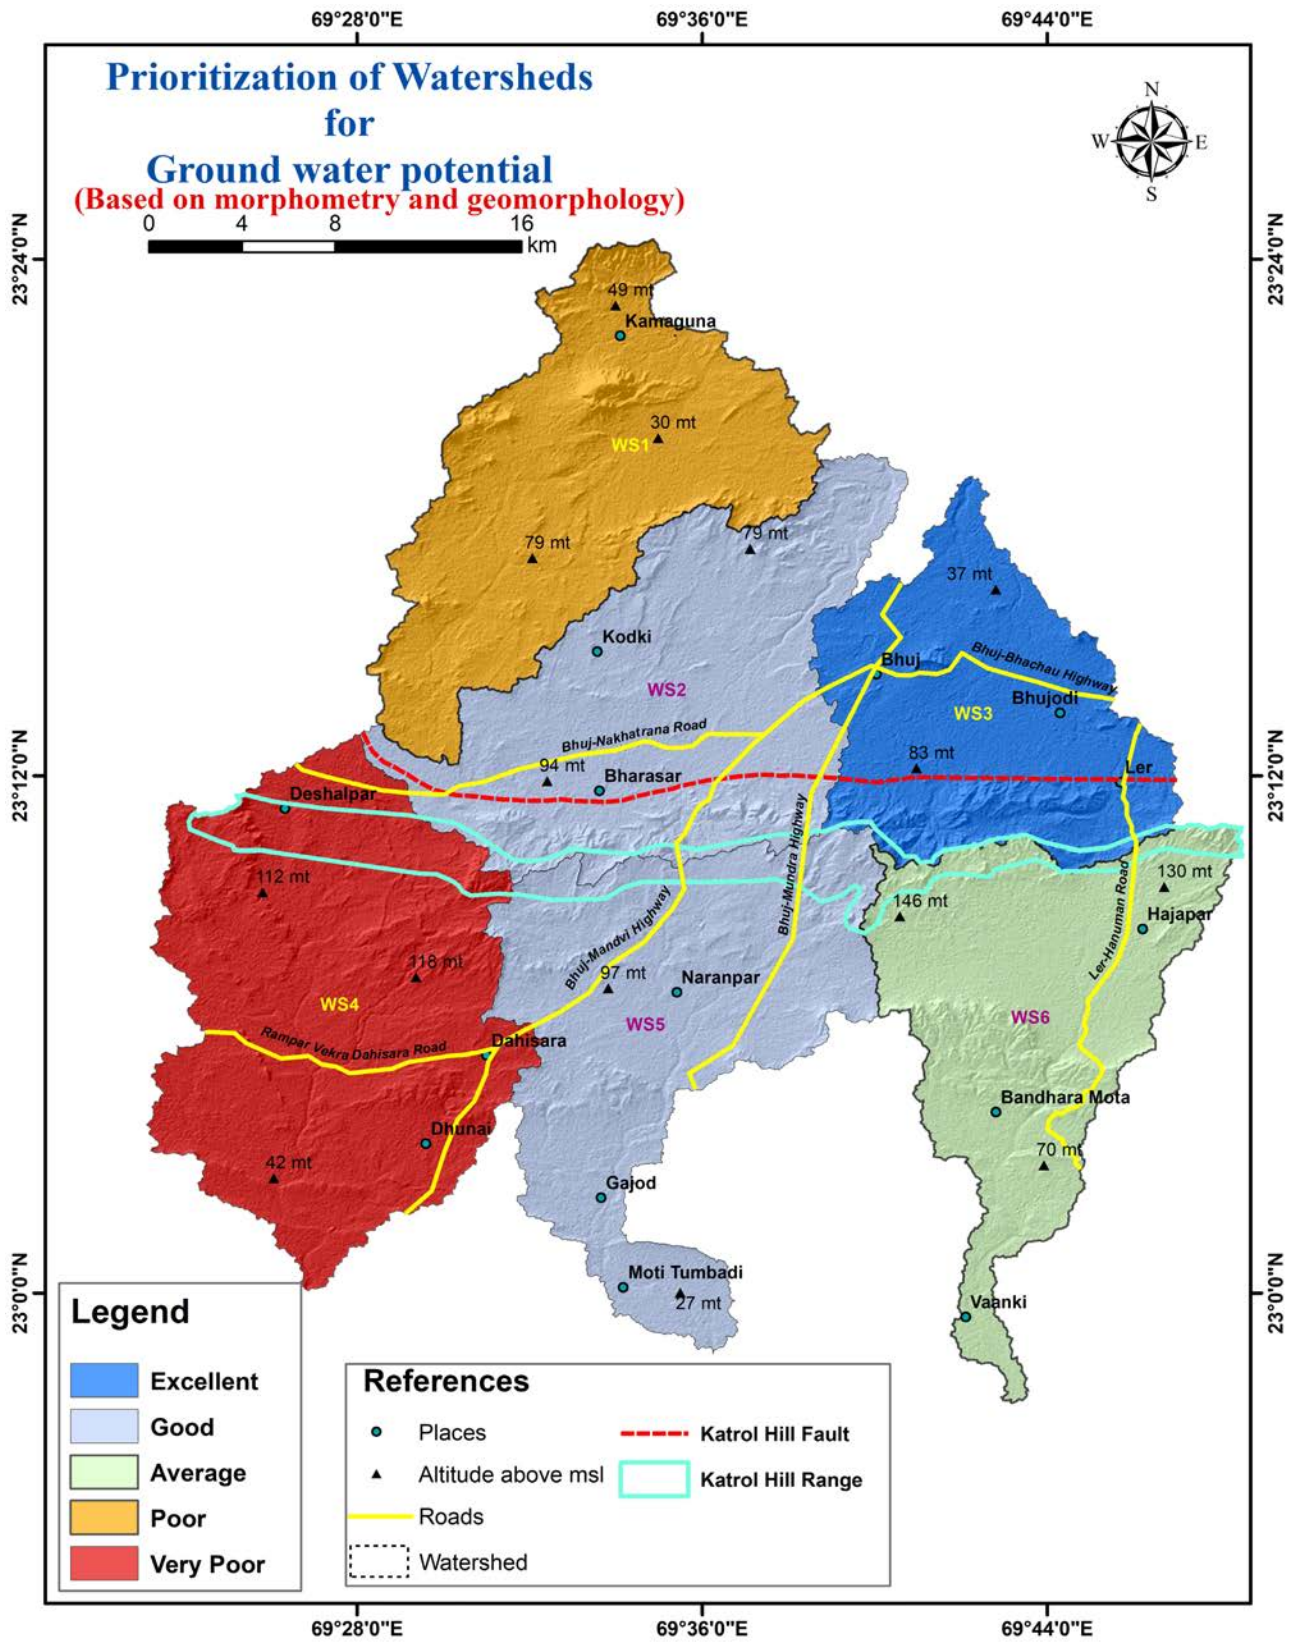 69°28'0"E
69°36'0"E
69°44'0"E
Prioritization of Watersheds
for
Ground water potential
(Based on morphometry and geomorphology)
0 4 8 16
km
N
W E
S
23°24'0"N
23°24'0"N
49 mt
Kamaguna
30 mt
WS1
79 mt
79 mt
37 mt
Kodki
Bhuj
Bhuj-Bhachau Highway
WS2
Bhujodi
WS3
Bhuj-Nakhatrana Road
23°12'0"N
94 mt
Bharasar
83 mt
Ler
23°12'0"N
Deshalpar
112 mt
Bhuj-Mundra Highway
146 mt
130 mt
Bhuj-Mandvi Highway
Ler-Hanuman Road
Hajapar
118 mt
97 mt
Naranpar
WS4
WS5
WS6
Rampar Vekra Dahisara Road
Dahisara
Bandhara Mota
Dhunai
42 mt
70 mt
Gajod
Moti Tumbadi
27 mt
Vaanki
23°0'0"N
23°0'0"N
Legend
Excellent
Good
Average
Poor
Very Poor
References
Places
Katrol Hill Fault
Altitude above msl
Katrol Hill Range
Roads
Watershed
69°28'0"E
69°36'0"E
69°44'0"E